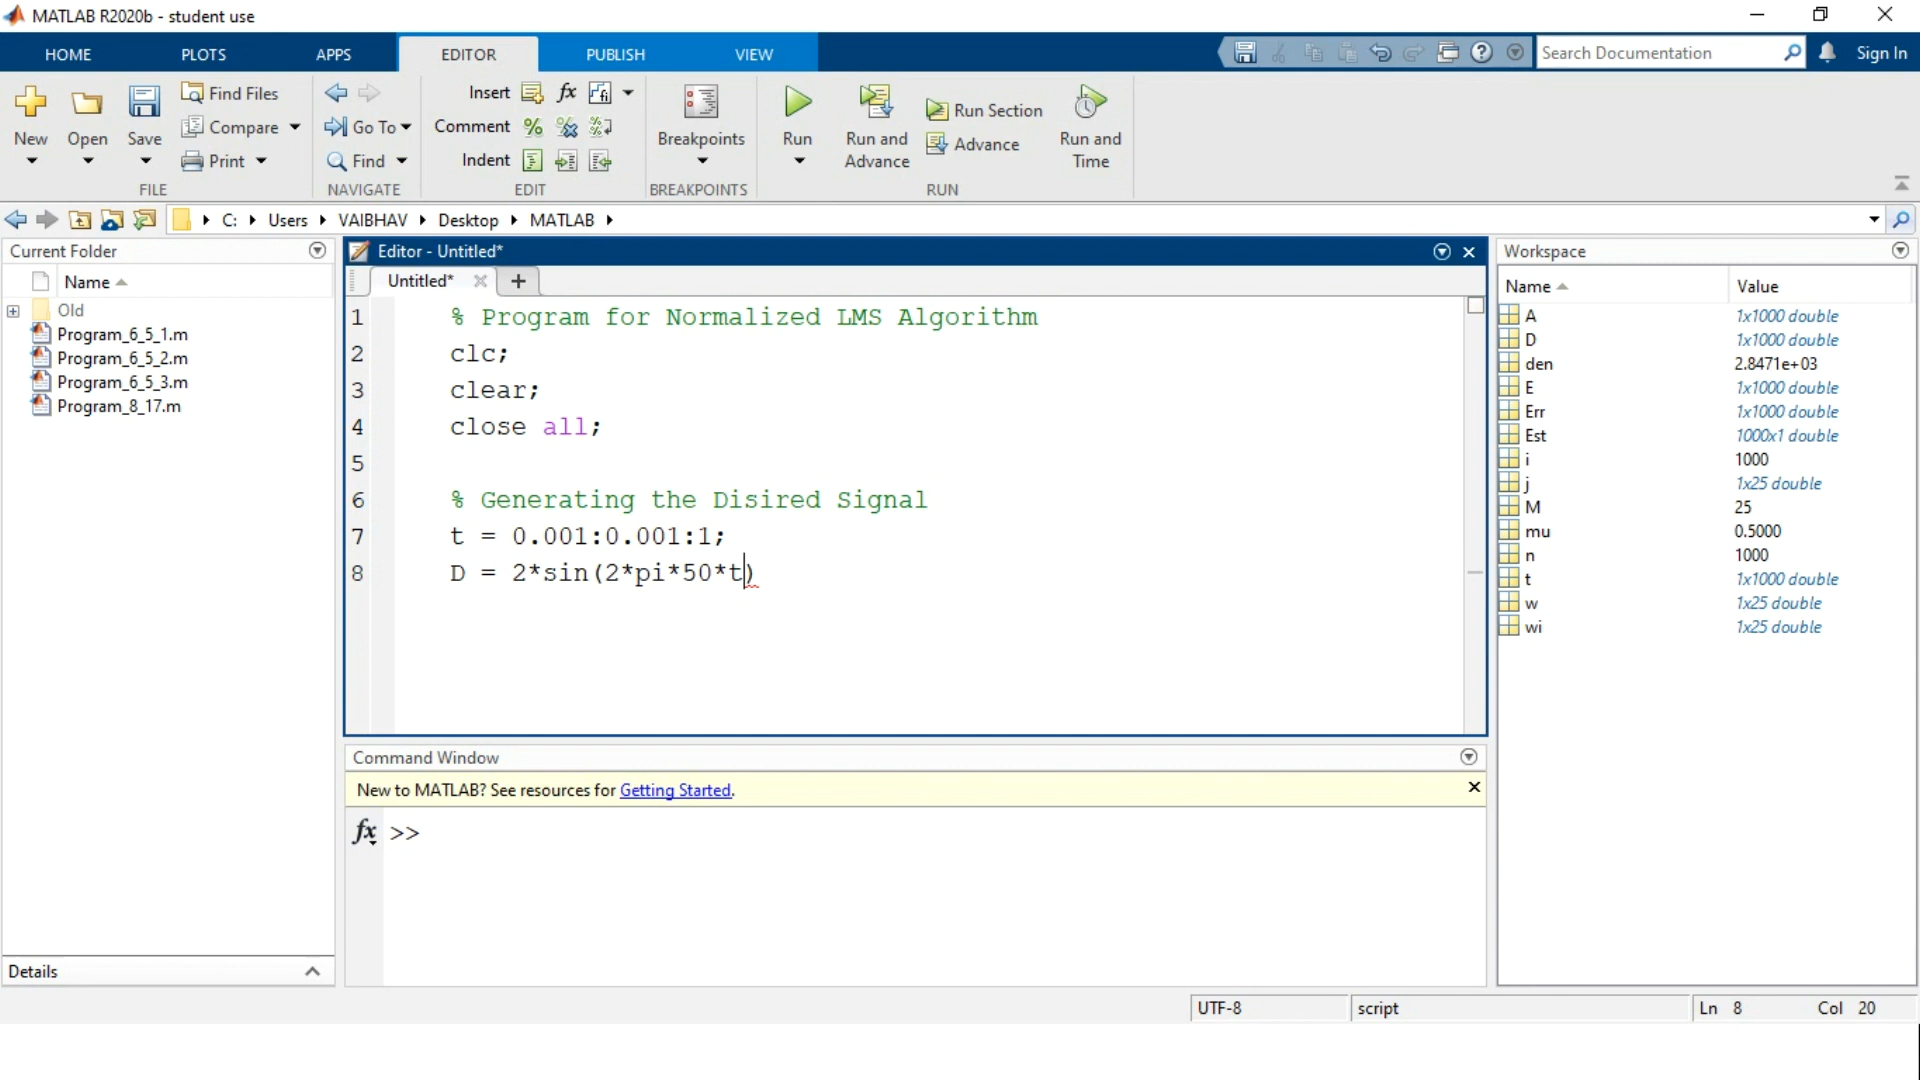 MATLAB R2020b - student use
HOME PLOTS APPS EDITOR PUBLISH VIEW Search Documentation Sign In
New Open Save Find Files Compare Print
FILE
Go To Find
NAVIGATE
Insert fx
Comment
Indent
EDIT
Breakpoints
BREAKPOINTS
Run Run and Advance Run Section Advance Run and Time
RUN
C: Users VAIBHAV Desktop MATLAB
Current Folder
Name
Old
Program_6_5_1.m
Program_6_5_2.m
Program_6_5_3.m
Program_8_17.m
Details
Editor - Untitled*
Untitled* +
1 % Program for Normalized LMS Algorithm
2 clc;
3 clear;
4 close all;
5
6 % Generating the Disired Signal
7 t = 0.001:0.001:1;
8 D = 2*sin(2*pi*50*t)
Command Window
New to MATLAB? See resources for Getting Started.
fx >>
Workspace
Name Value
A 1x1000 double
D 1x1000 double
den 2.8471e+03
E 1x1000 double
Err 1x1000 double
Est 1000x1 double
i 1000
j 1x25 double
M 25
mu 0.5000
n 1000
t 1x1000 double
w 1x25 double
wi 1x25 double
UTF-8 script Ln 8 Col 20